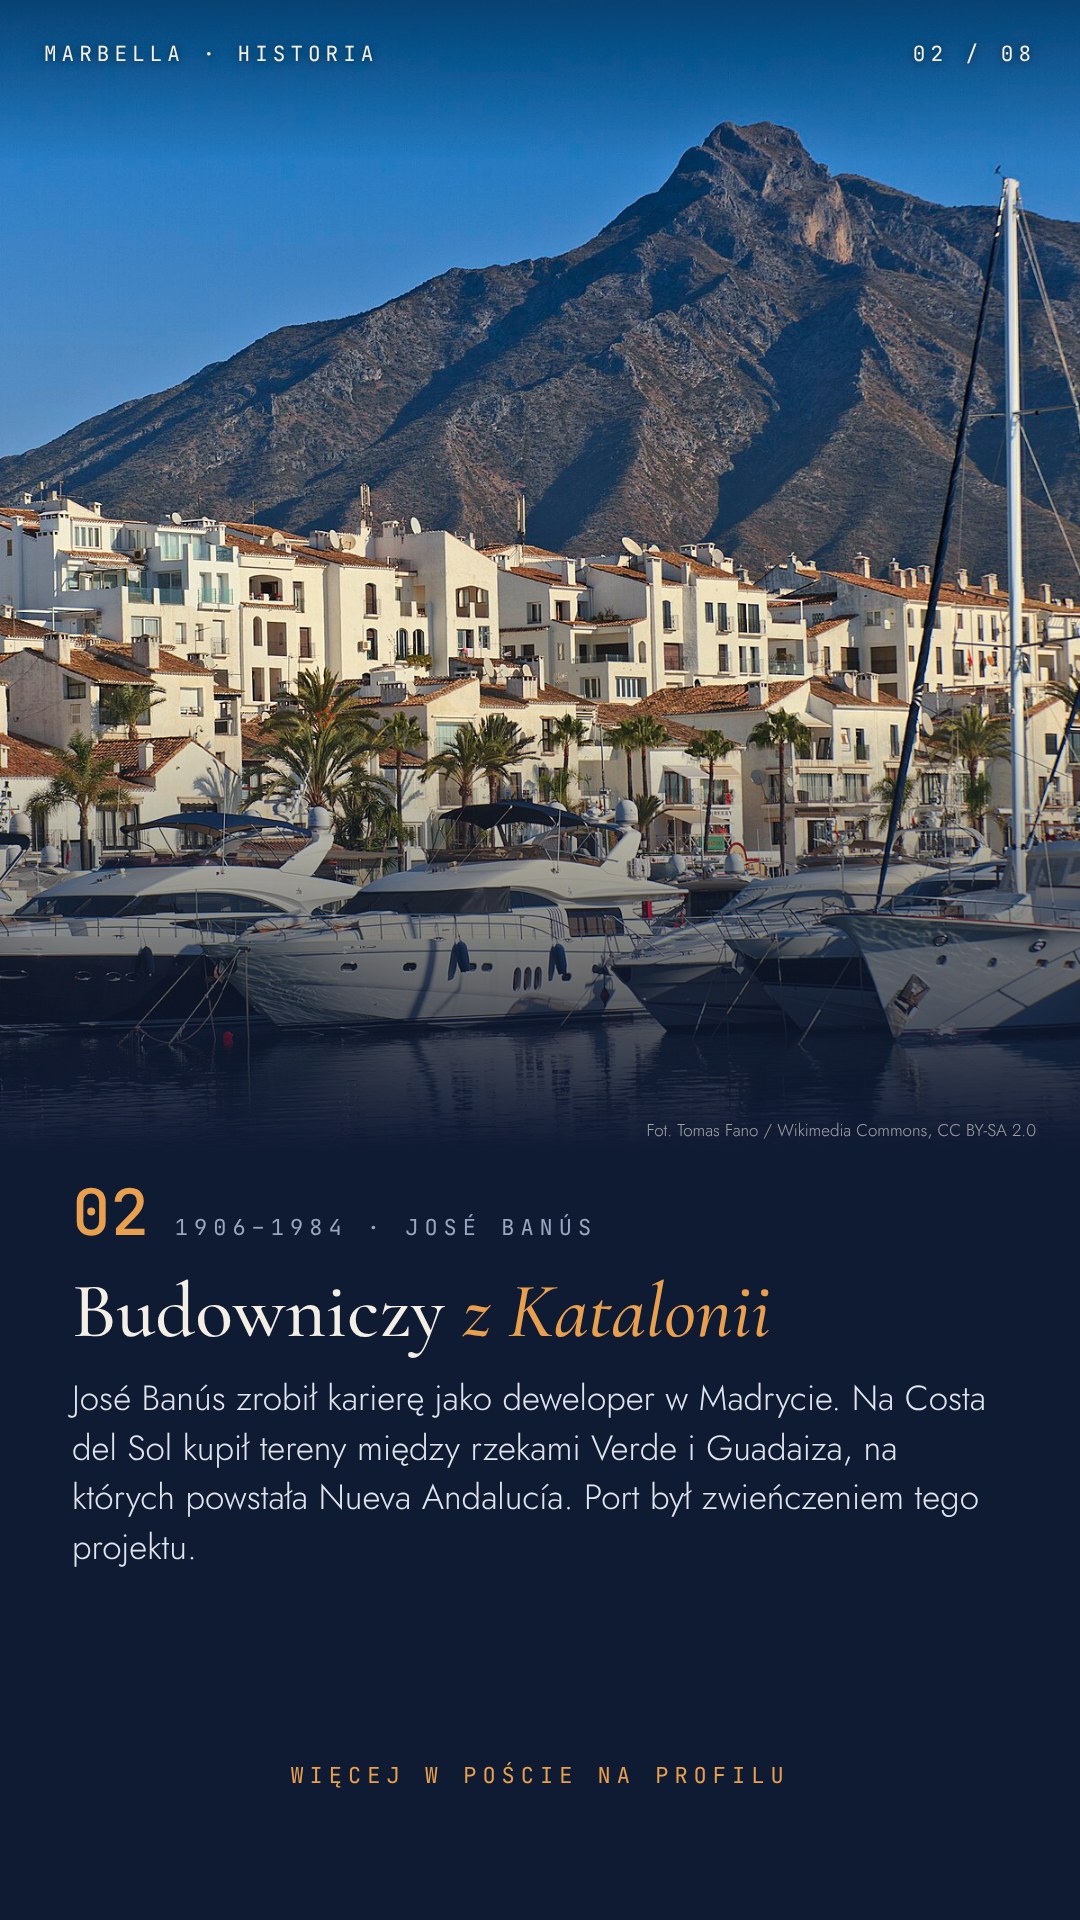 MARBELLA · HISTORIA
02 / 08
Fot. Tomas Fano / Wikimedia Commons, CC BY-SA 2.0
02 1906–1984 · JOSÉ BANÚS
Budowniczy z Katalonii
José Banús zrobił karierę jako deweloper w Madrycie. Na Costa
del Sol kupił tereny między rzekami Verde i Guadaiza, na
których powstała Nueva Andalucía. Port był zwieńczeniem tego
projektu.
WIĘCEJ W POŚCIE NA PROFILU